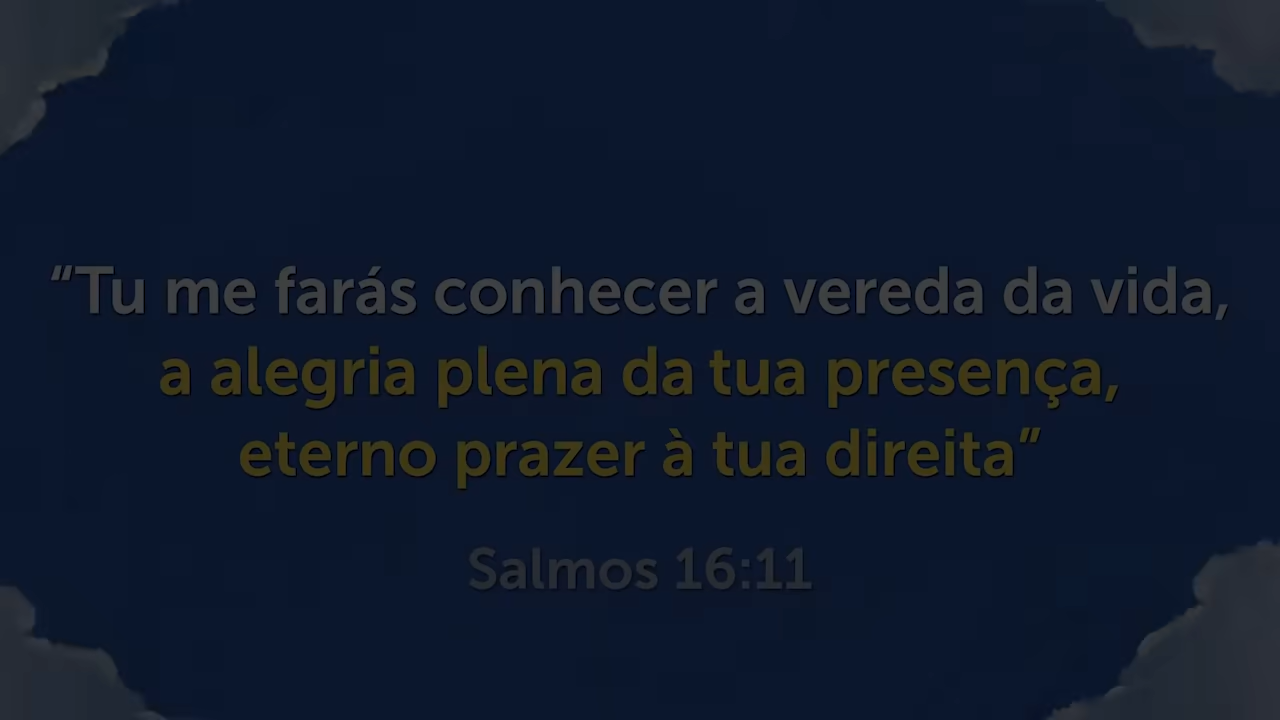 “Tu me farás conhecer a vereda da vida,
a alegria plena da tua presença,
eterno prazer à tua direita”
Salmos 16:11